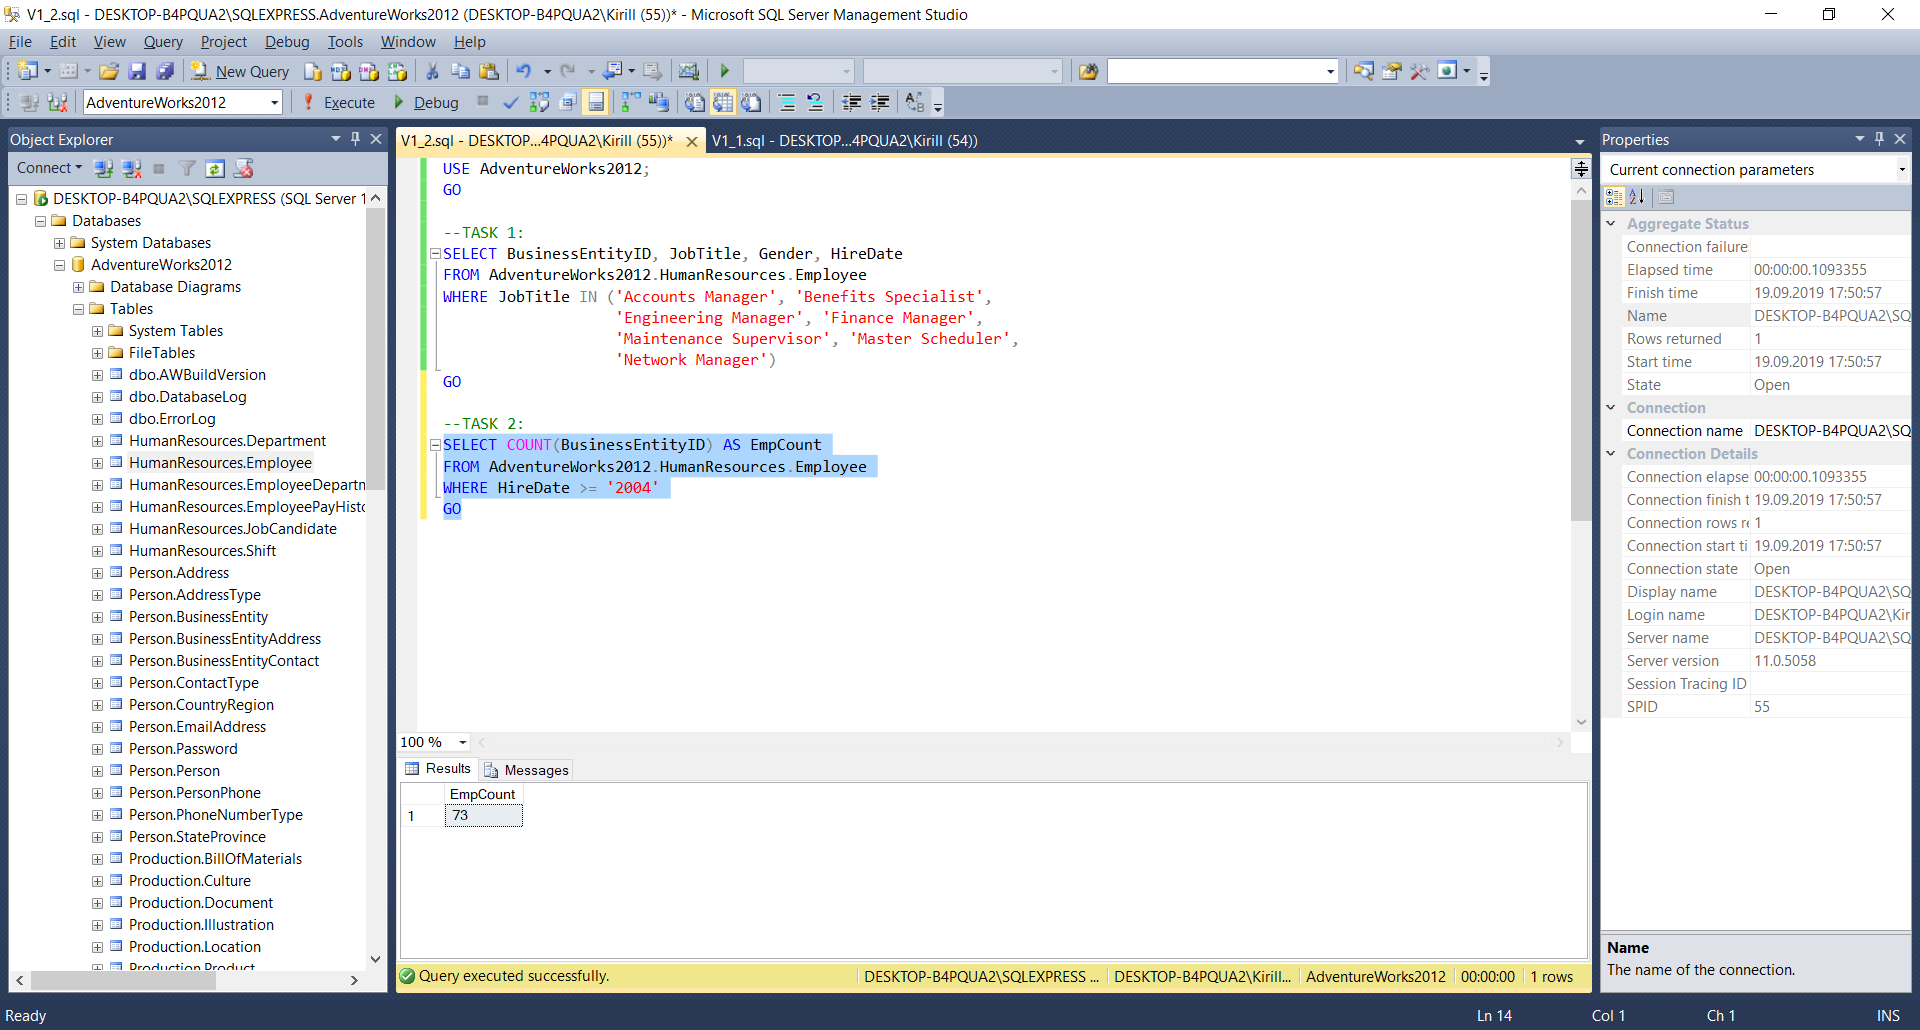 V1_2.sql - DESKTOP-B4PQUA2\SQLEXPRESS.AdventureWorks2012 (DESKTOP-B4PQUA2\Kirill (55))* - Microsoft SQL Server Management Studio
File Edit View Query Project Debug Tools Window Help
New Query
AdventureWorks2012 Execute Debug
Object Explorer
Connect
DESKTOP-B4PQUA2\SQLEXPRESS (SQL Server 1
Databases
System Databases
AdventureWorks2012
Database Diagrams
Tables
System Tables
FileTables
dbo.AWBuildVersion
dbo.DatabaseLog
dbo.ErrorLog
HumanResources.Department
HumanResources.Employee
HumanResources.EmployeeDepartn
HumanResources.EmployeePayHisto
HumanResources.JobCandidate
HumanResources.Shift
Person.Address
Person.AddressType
Person.BusinessEntity
Person.BusinessEntityAddress
Person.BusinessEntityContact
Person.ContactType
Person.CountryRegion
Person.EmailAddress
Person.Password
Person.Person
Person.PersonPhone
Person.PhoneNumberType
Person.StateProvince
Production.BillOfMaterials
Production.Culture
Production.Document
Production.Illustration
Production.Location
Production.Product
V1_2.sql - DESKTOP...4PQUA2\Kirill (55))* V1_1.sql - DESKTOP...4PQUA2\Kirill (54))
USE AdventureWorks2012;
GO
--TASK 1:
SELECT BusinessEntityID, JobTitle, Gender, HireDate
FROM AdventureWorks2012.HumanResources.Employee
WHERE JobTitle IN ('Accounts Manager', 'Benefits Specialist',
'Engineering Manager', 'Finance Manager',
'Maintenance Supervisor', 'Master Scheduler',
'Network Manager')
GO
--TASK 2:
SELECT COUNT(BusinessEntityID) AS EmpCount
FROM AdventureWorks2012.HumanResources.Employee
WHERE HireDate >= '2004'
GO
100 %
Results Messages
EmpCount
1 73
Query executed successfully. DESKTOP-B4PQUA2\SQLEXPRESS ... DESKTOP-B4PQUA2\Kirill... AdventureWorks2012 00:00:00 1 rows
Properties
Current connection parameters
Aggregate Status
Connection failure
Elapsed time 00:00:00.1093355
Finish time 19.09.2019 17:50:57
Name DESKTOP-B4PQUA2\SQ
Rows returned 1
Start time 19.09.2019 17:50:57
State Open
Connection
Connection name DESKTOP-B4PQUA2\SQ
Connection Details
Connection elapse 00:00:00.1093355
Connection finish t 19.09.2019 17:50:57
Connection rows re 1
Connection start ti 19.09.2019 17:50:57
Connection state Open
Display name DESKTOP-B4PQUA2\SQ
Login name DESKTOP-B4PQUA2\Kir
Server name DESKTOP-B4PQUA2\SQ
Server version 11.0.5058
Session Tracing ID
SPID 55
Name
The name of the connection.
Ready Ln 14 Col 1 Ch 1 INS